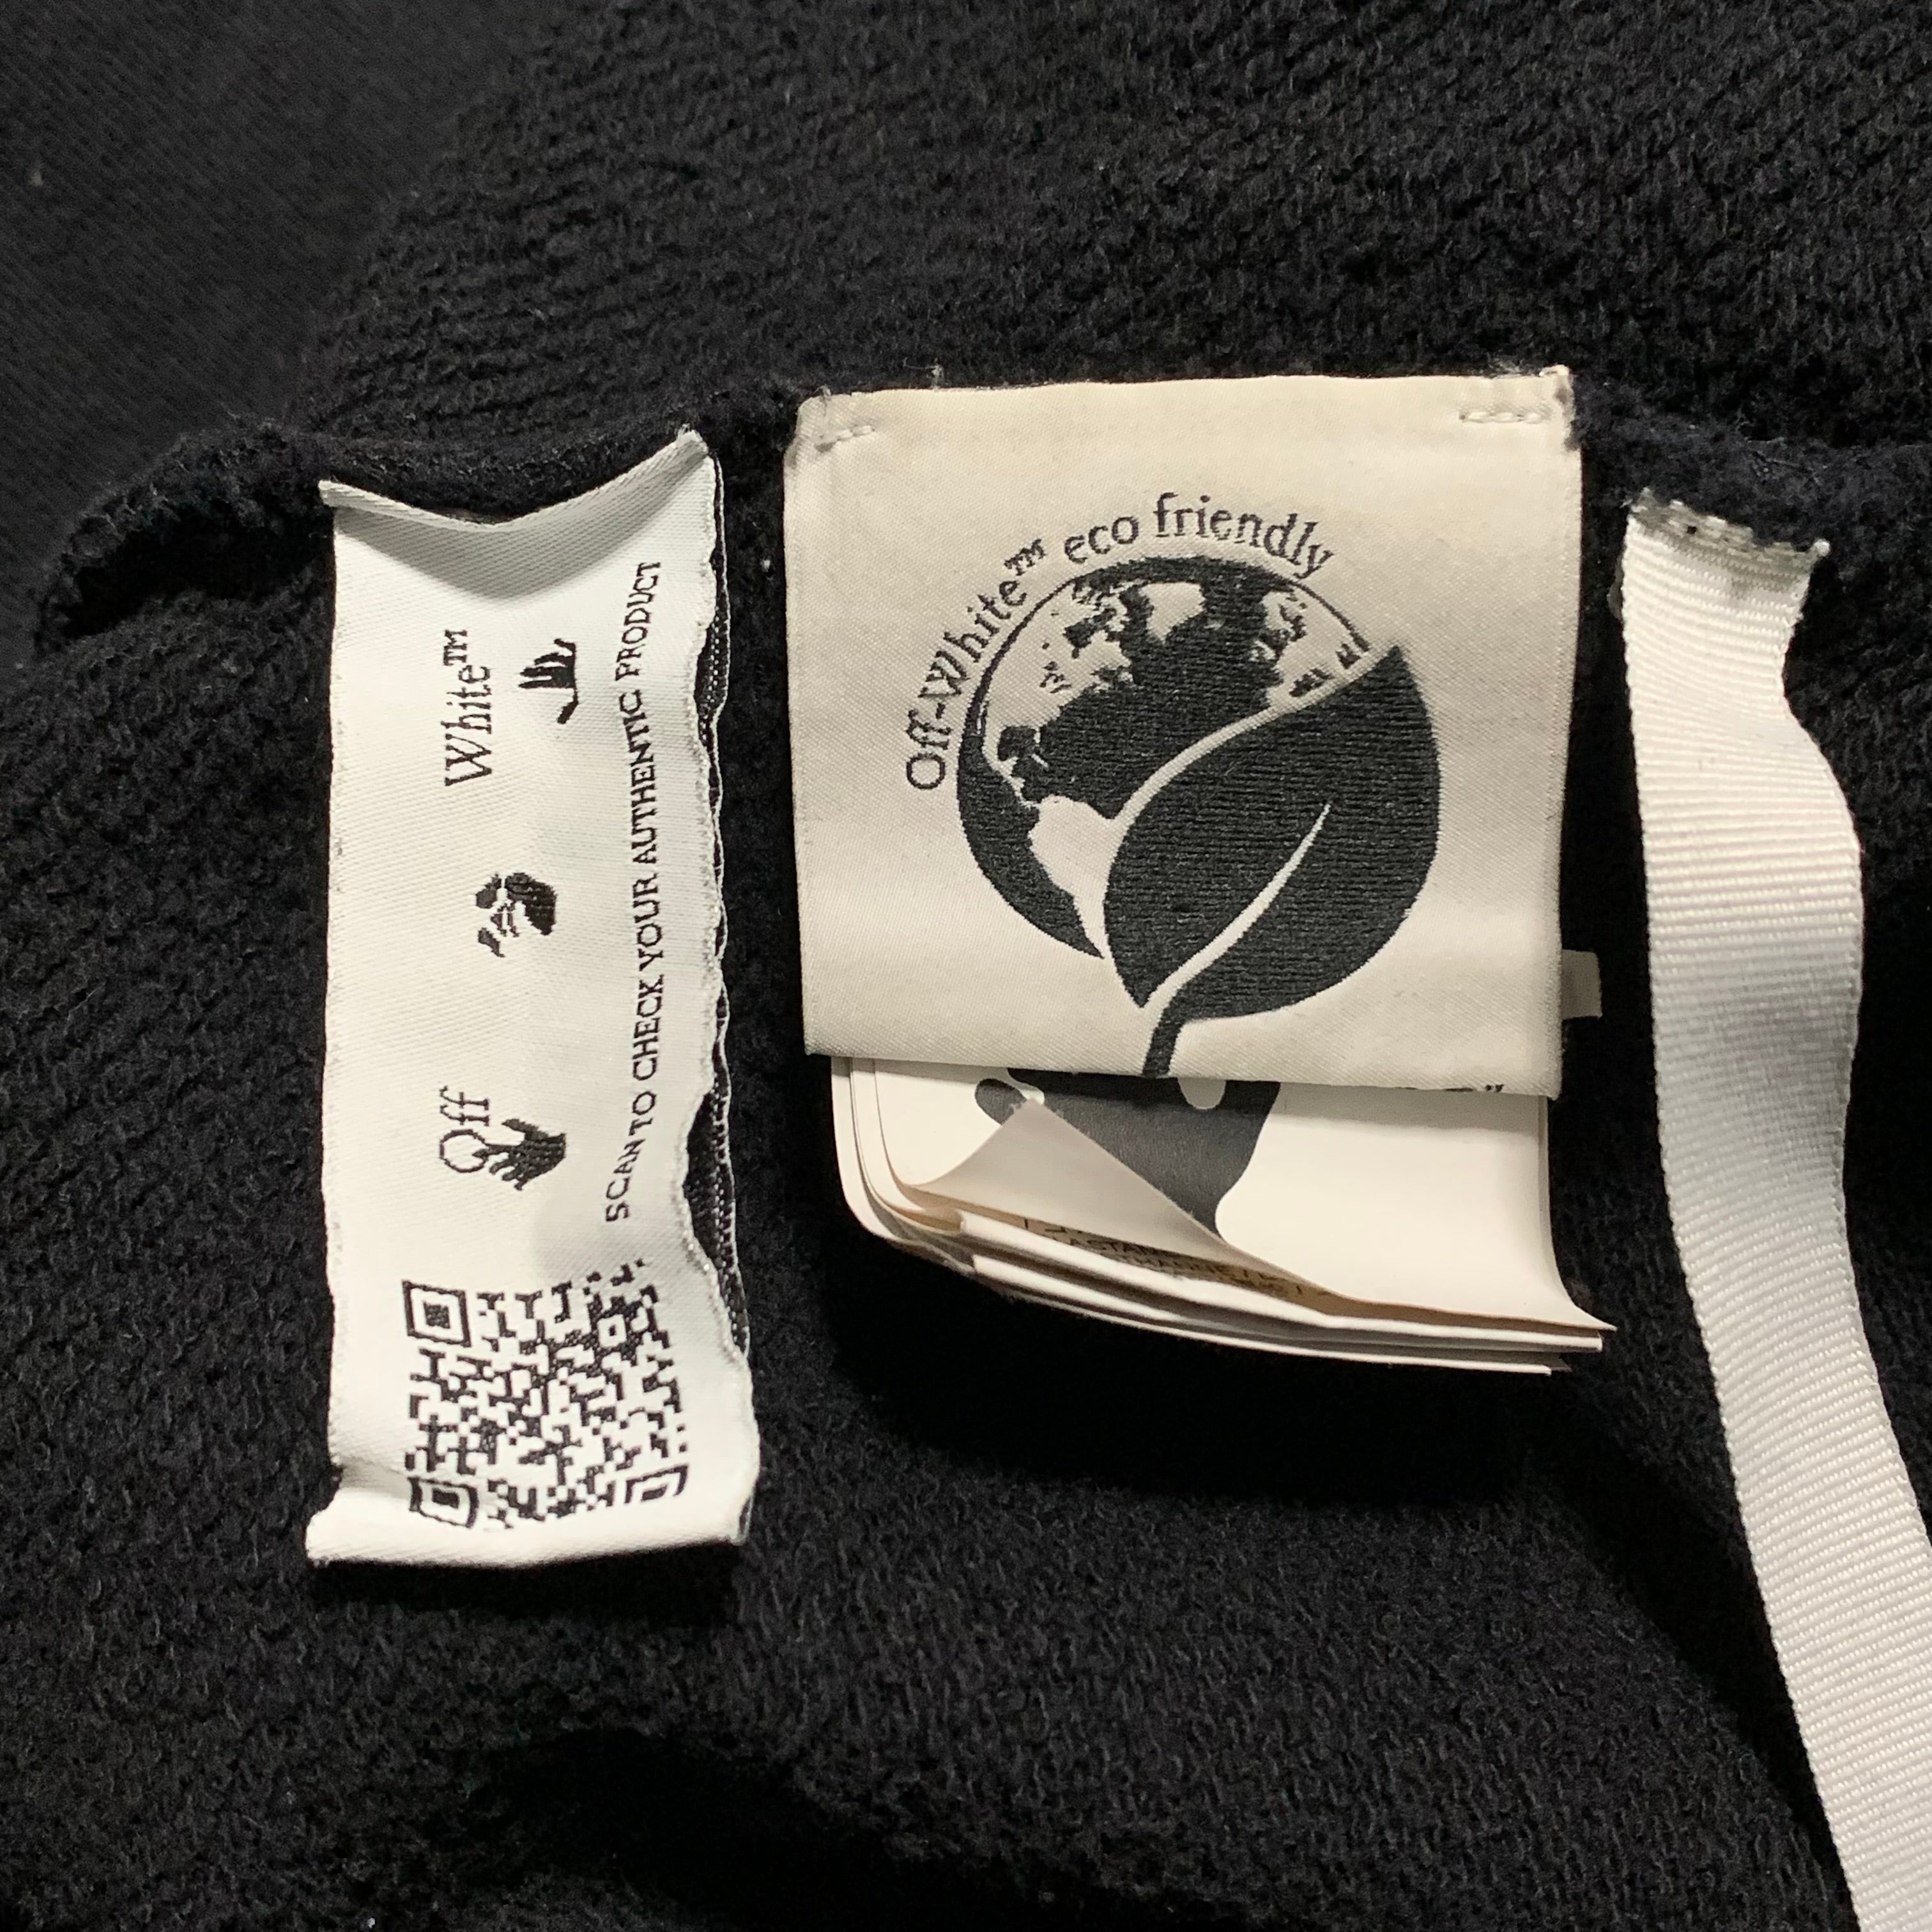 Off White™
SCAN TO CHECK YOUR AUTHENTIC PRODUCT
Off-White™ eco friendly